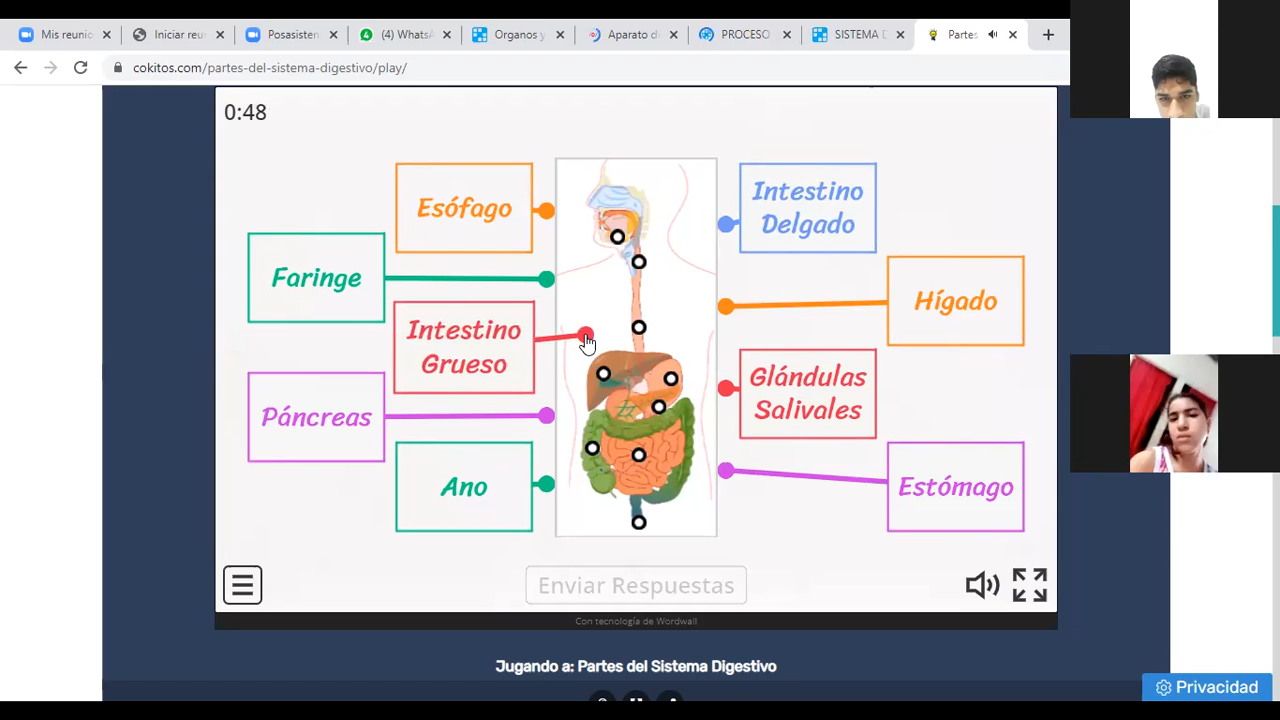 Mis reunio
Iniciar reu
Posasisten
(4) WhatsA
Organos y
Aparato d
PROCESO
SISTEMA D
Partes
cokitos.com/partes-del-sistema-digestivo/play/
0:48
Esófago
Intestino
Delgado
Faringe
Hígado
Intestino
Grueso
Glándulas
Salivales
Páncreas
Ano
Estómago
Enviar Respuestas
Con tecnología de Wordwall
Jugando a: Partes del Sistema Digestivo
Privacidad